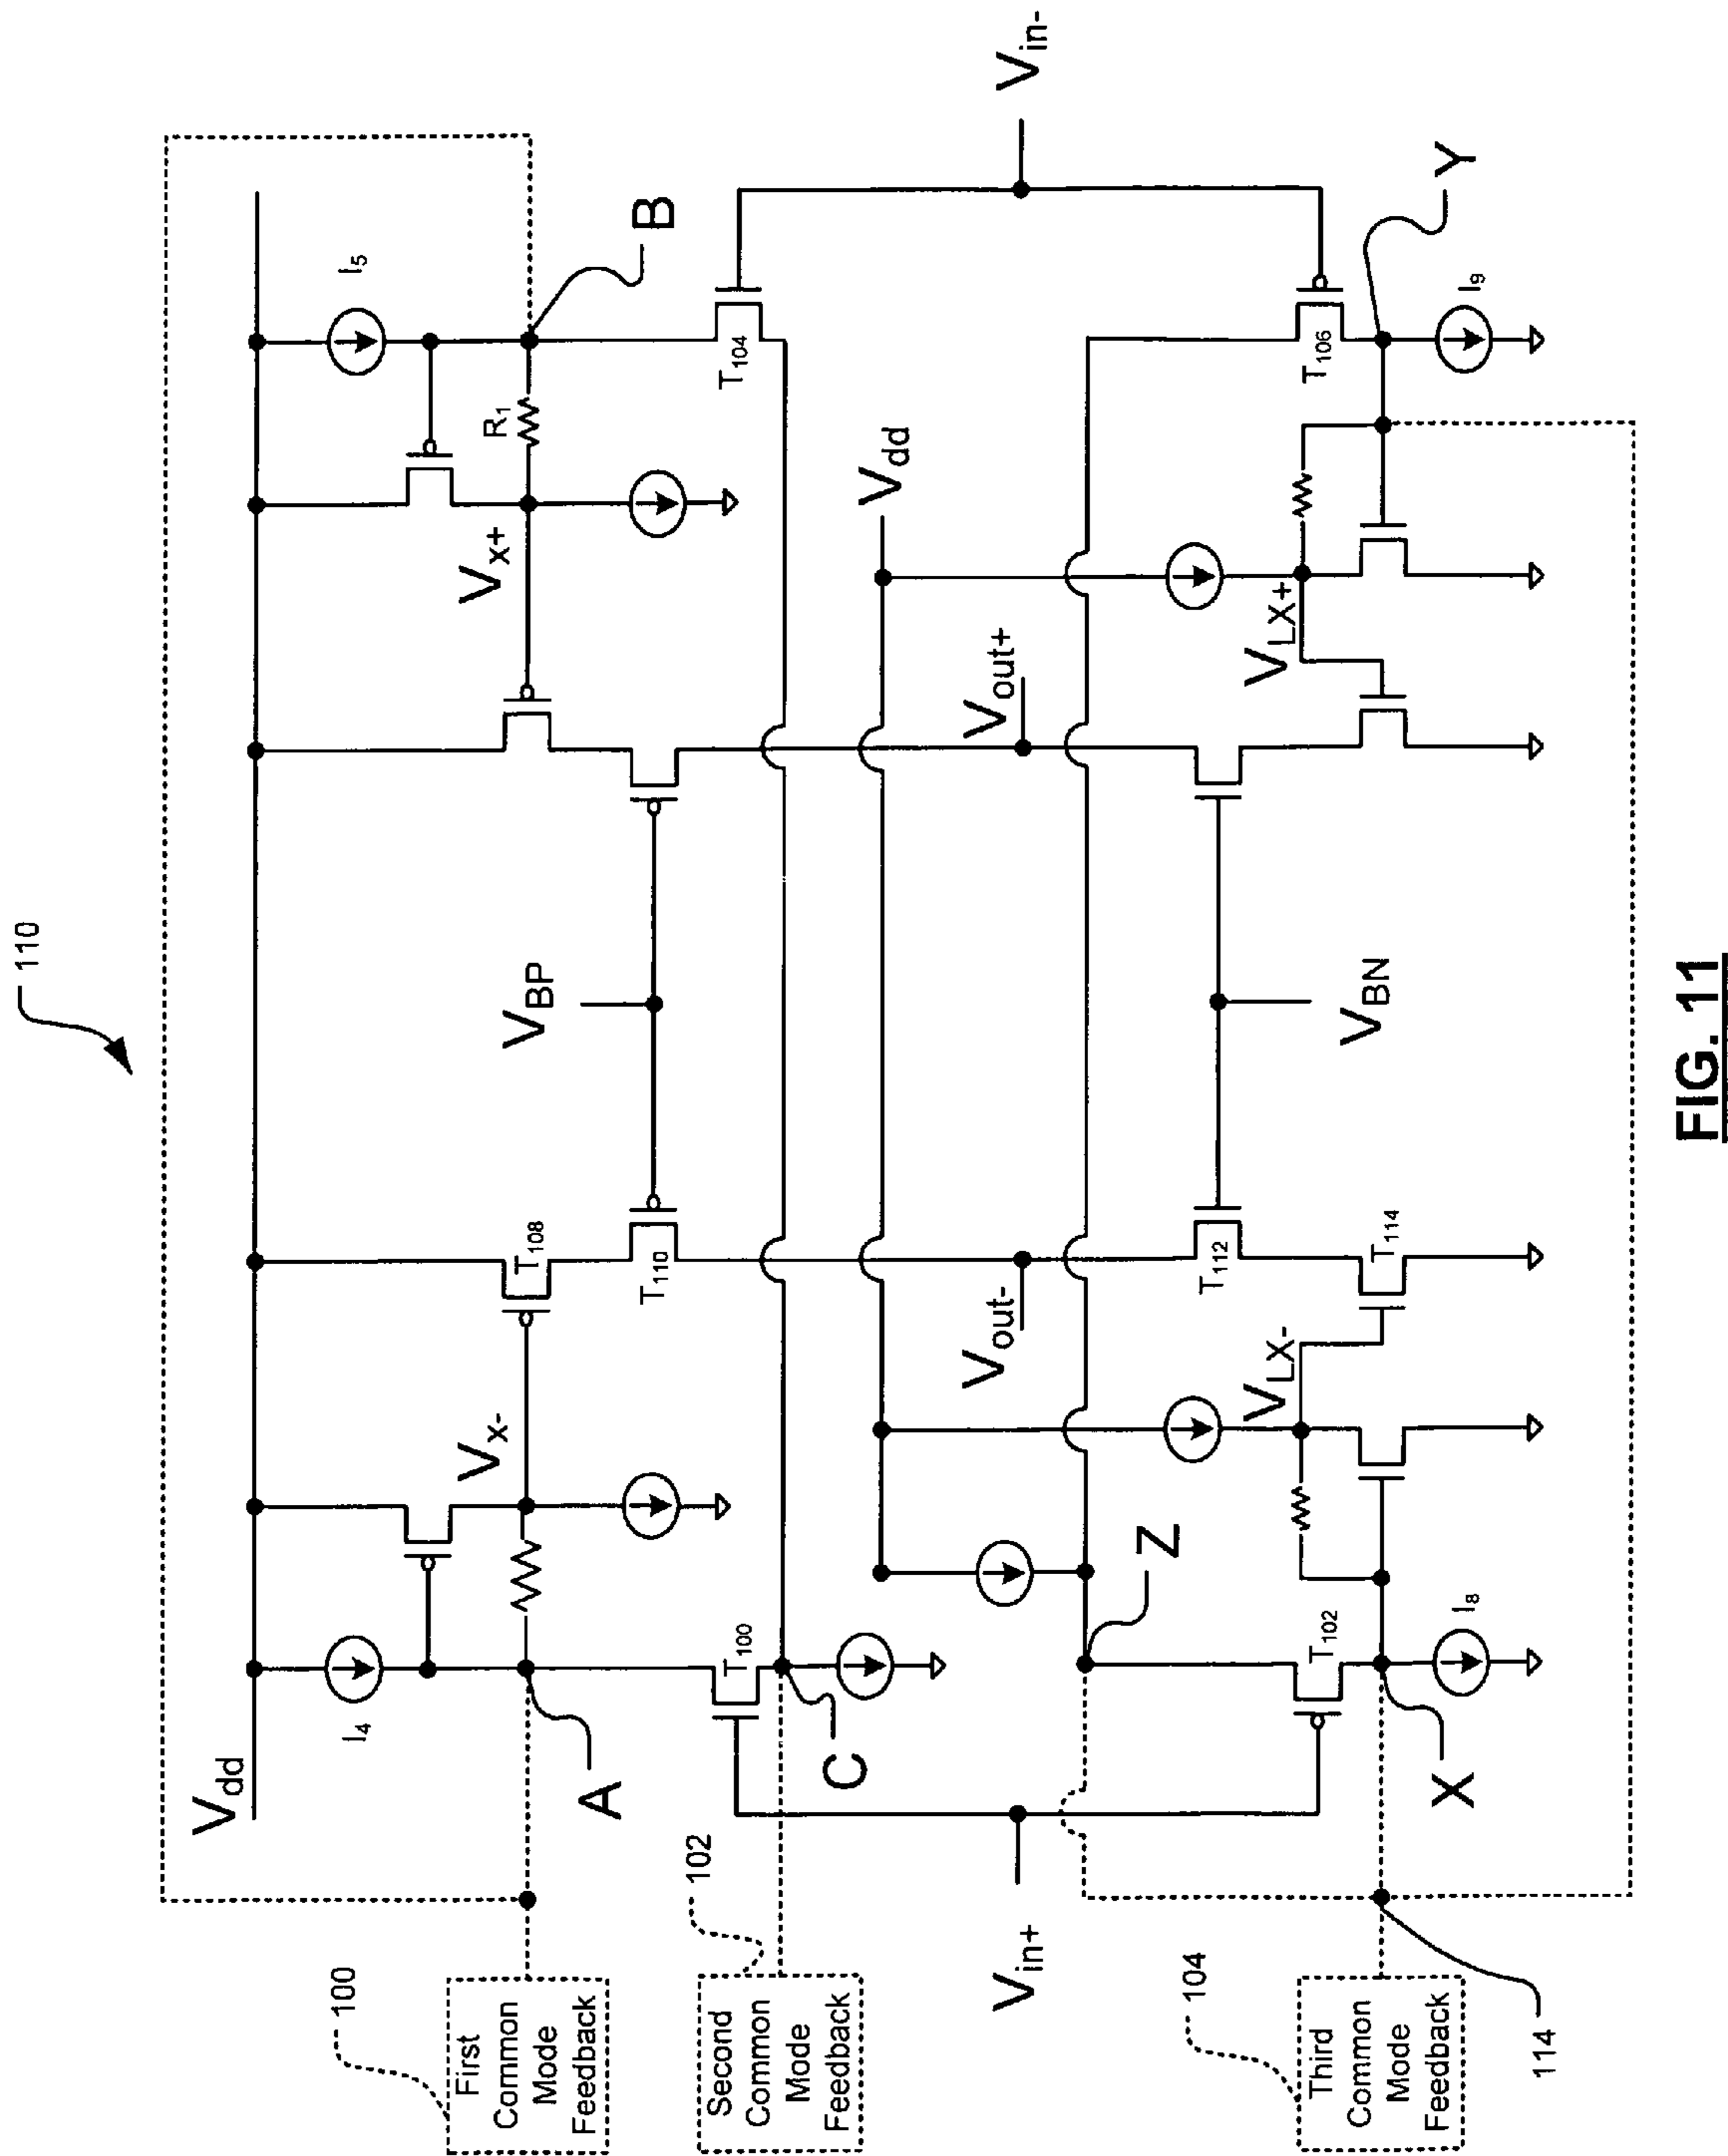 110
V_dd
I_4
I_5
V_x-
V_x+
R_1
A
B
T_108
T_110
V_BP
T_100
T_104
C
100
First
Common
Mode
Feedback
102
Second
Common
Mode
Feedback
V_in+
V_in-
V_out-
V_out+
V_dd
Z
T_102
T_106
T_112
T_114
V_BN
V_LX-
V_LX+
I_8
I_9
X
Y
104
Third
Common
Mode
Feedback
114
FIG. 11